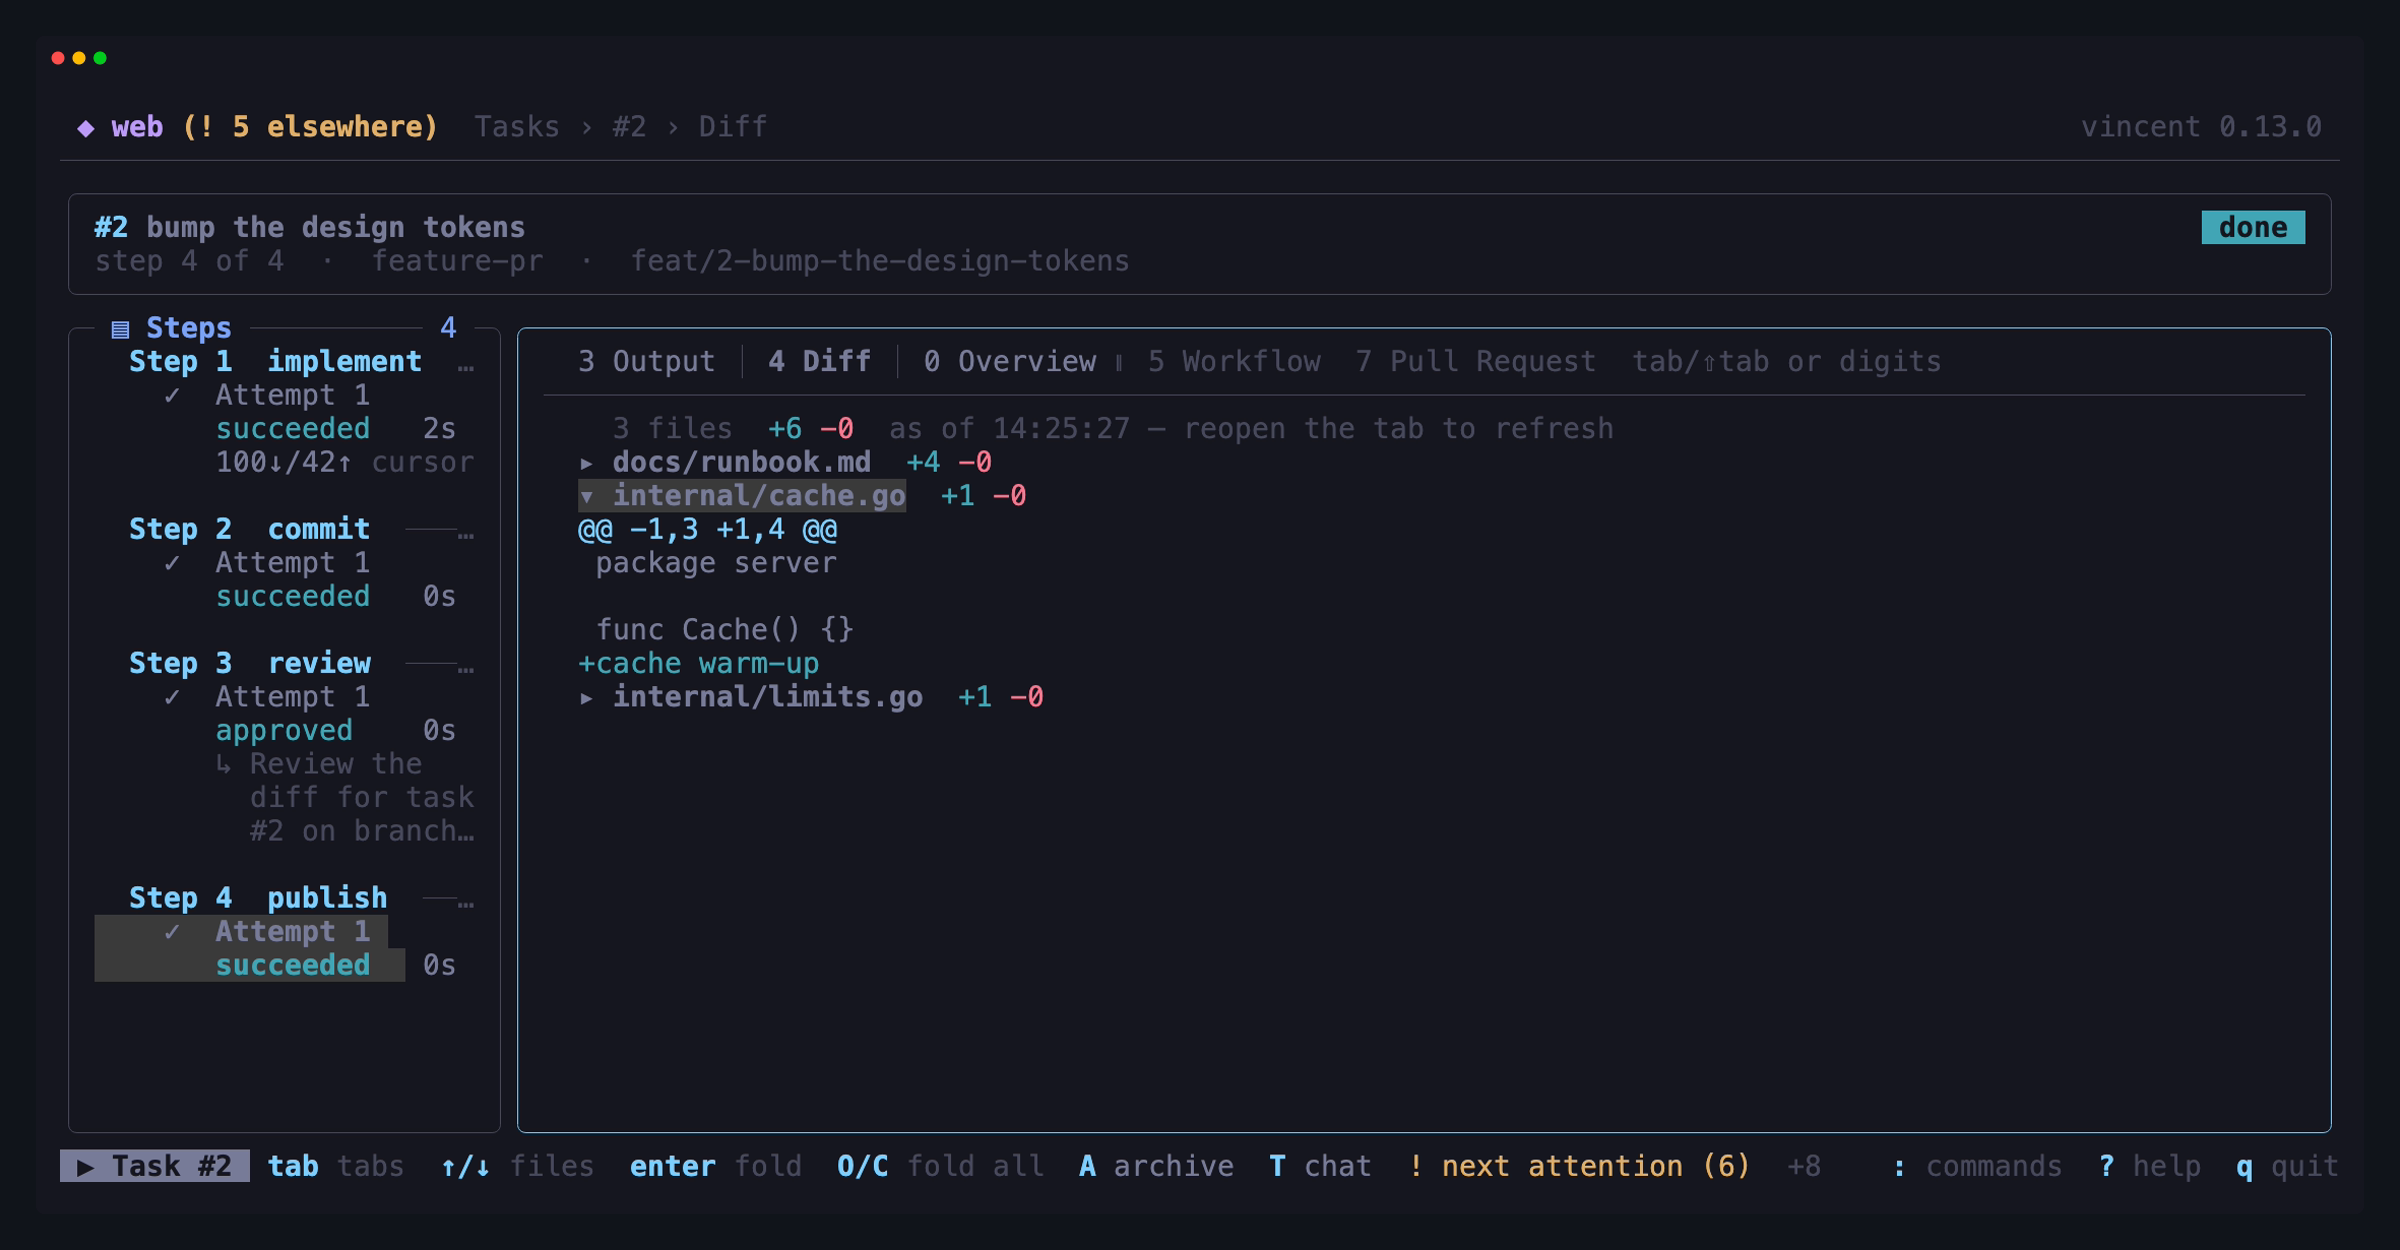 ◆ web (! 5 elsewhere)  Tasks › #2 › Diff  vincent 0.13.0
#2 bump the design tokens  done
step 4 of 4  ·  feature-pr  ·  feat/2-bump-the-design-tokens
▤ Steps  4
Step 1  implement  …
✓  Attempt 1
succeeded  2s
100↓/42↑ cursor
Step 2  commit  ───…
✓  Attempt 1
succeeded  0s
Step 3  review  ───…
✓  Attempt 1
approved  0s
↳ Review the
diff for task
#2 on branch…
Step 4  publish  ──…
✓  Attempt 1
succeeded  0s
3 Output │ 4 Diff │ 0 Overview ‖ 5 Workflow  7 Pull Request  tab/⇧tab or digits
3 files  +6 −0  as of 14:25:27 — reopen the tab to refresh
▸ docs/runbook.md  +4 −0
▾ internal/cache.go  +1 −0
@@ -1,3 +1,4 @@
package server
func Cache() {}
+cache warm-up
▸ internal/limits.go  +1 −0
▶ Task #2  tab tabs  ↑/↓ files  enter fold  O/C fold all  A archive  T chat  ! next attention (6)  +8  : commands  ? help  q quit